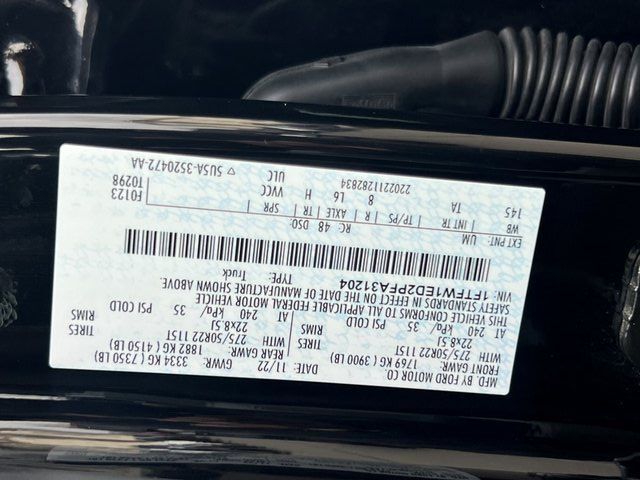 MFD. BY FORD MOTOR CO.
DATE: 11/22 GVWR: 3334 KG ( 7350 LB)
FRONT GAWR: 1769 KG ( 3900 LB) REAR GAWR: 1882 KG ( 4150 LB)
WITH 275/50R22 115T TIRES WITH 275/50R22 115T TIRES
22x8.5J RIMS 22x8.5J RIMS
AT 240 kPa/ 35 PSI COLD AT 240 kPa/ 35 PSI COLD
THIS VEHICLE CONFORMS TO ALL APPLICABLE FEDERAL MOTOR VEHICLE
SAFETY STANDARDS IN EFFECT ON THE DATE OF MANUFACTURE SHOWN ABOVE.
VIN: 1FTFW1ED2PFA31204 TYPE: Truck
F0123
T0298
EXT PNT: UM RC: 48 DSO:
WB INT TR TP/PS R AXLE TR SPR
145 TA 8 L6 H VVCC
2202211282834 ULC ▽ 5USA-3520472-AA